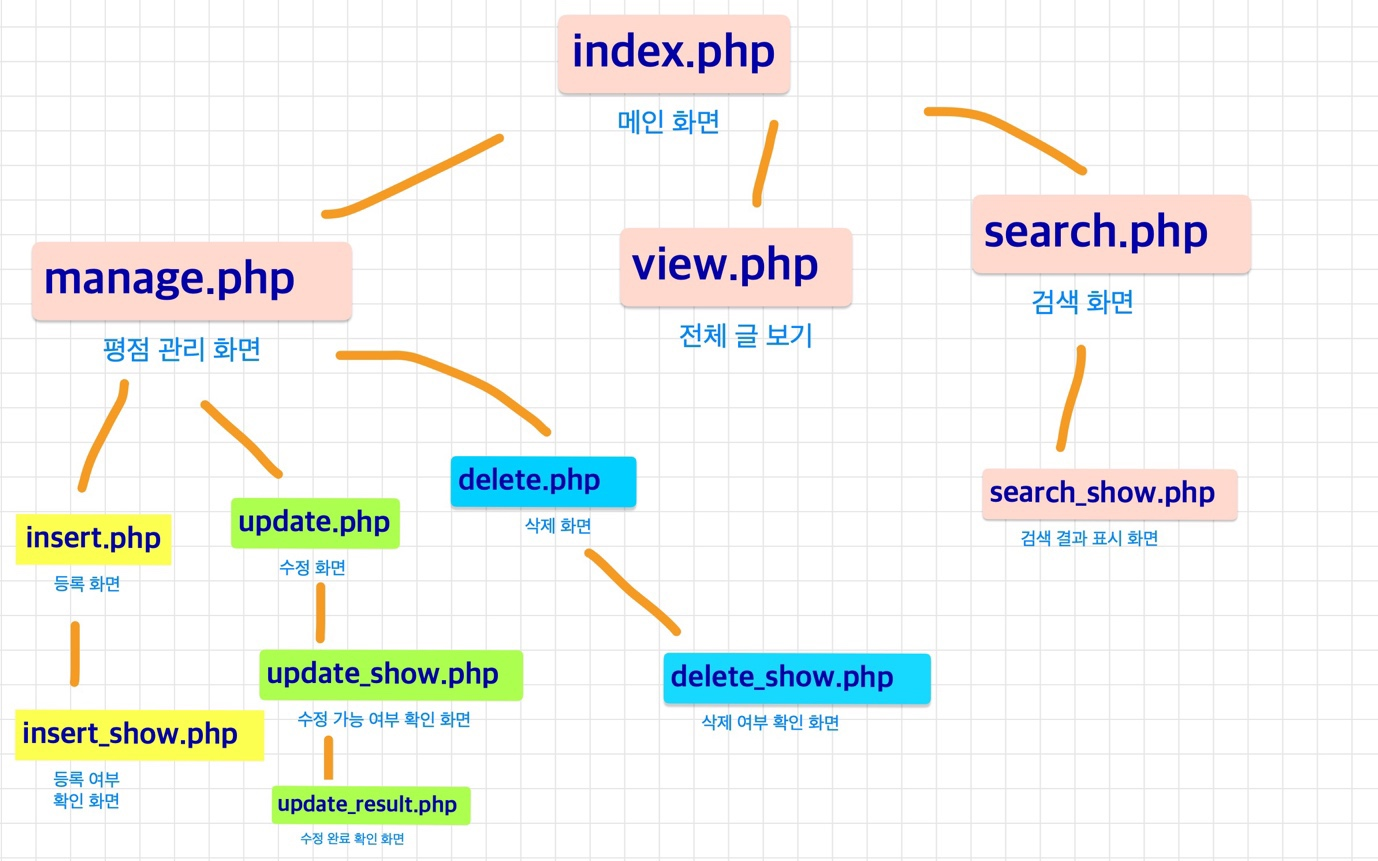 index.php
메인 화면
search.php
검색 화면
view.php
전체 글 보기
manage.php
평점 관리 화면
delete.php
삭제 화면
search_show.php
검색 결과 표시 화면
update.php
수정 화면
insert.php
등록 화면
update_show.php
수정 가능 여부 확인 화면
delete_show.php
삭제 여부 확인 화면
insert_show.php
등록 여부
확인 화면
update_result.php
수정 완료 확인 화면